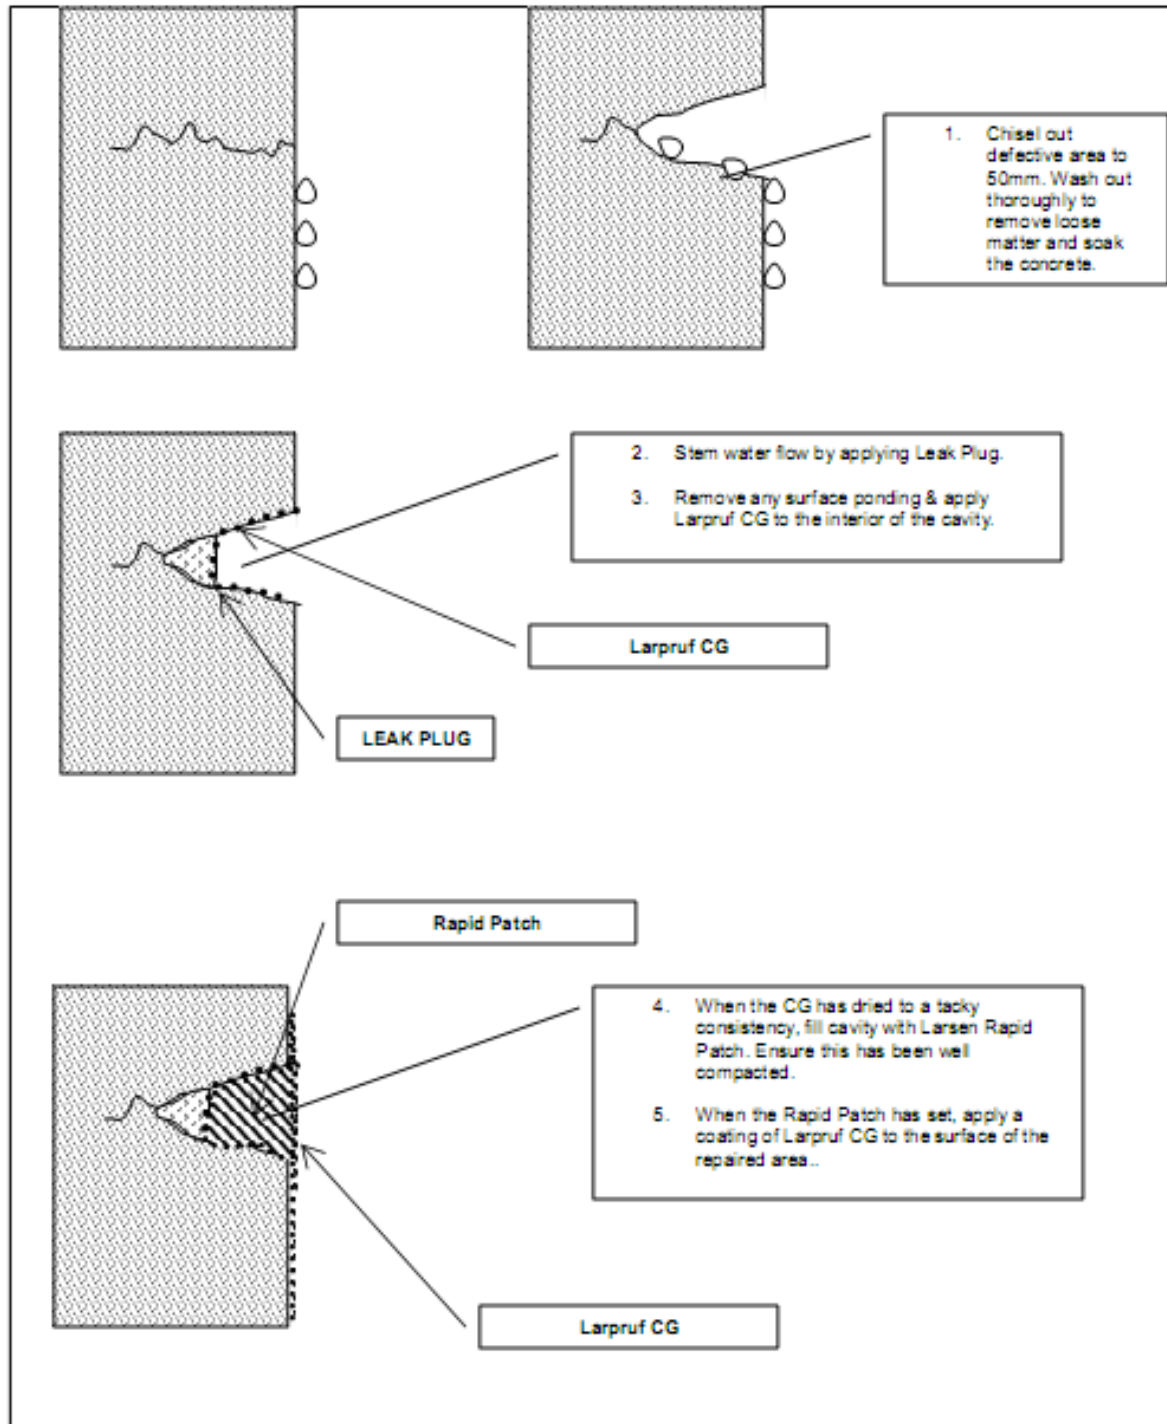 1. Chisel out
defective area to
50mm. Wash out
thoroughly to
remove loose
matter and soak
the concrete.
2. Stem water flow by applying Leak Plug.
3. Remove any surface ponding & apply
Larpruf CG to the interior of the cavity.
Larpruf CG
LEAK PLUG
Rapid Patch
4. When the CG has dried to a tacky
consistency, fill cavity with Larsen Rapid
Patch. Ensure this has been well
compacted.
5. When the Rapid Patch has set, apply a
coating of Larpruf CG to the surface of the
repaired area..
Larpruf CG